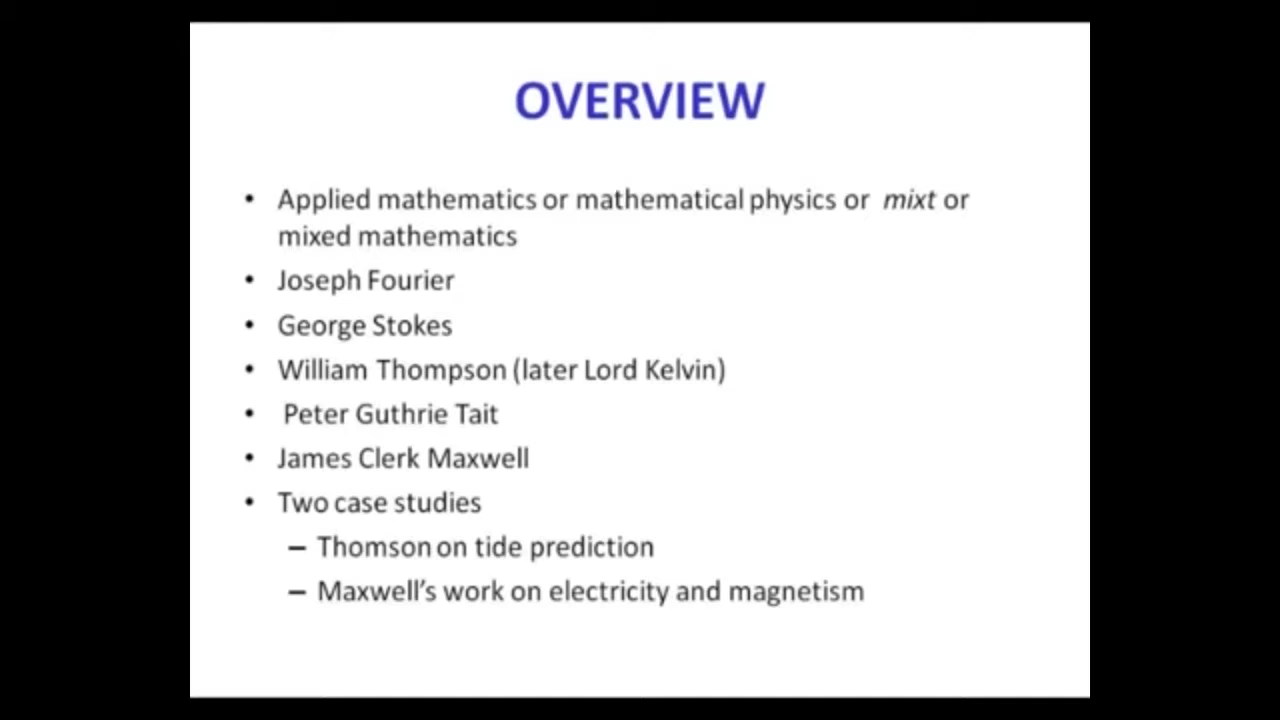 OVERVIEW
• Applied mathematics or mathematical physics or mixt or
mixed mathematics
• Joseph Fourier
• George Stokes
• William Thompson (later Lord Kelvin)
• Peter Guthrie Tait
• James Clerk Maxwell
• Two case studies
– Thomson on tide prediction
– Maxwell’s work on electricity and magnetism